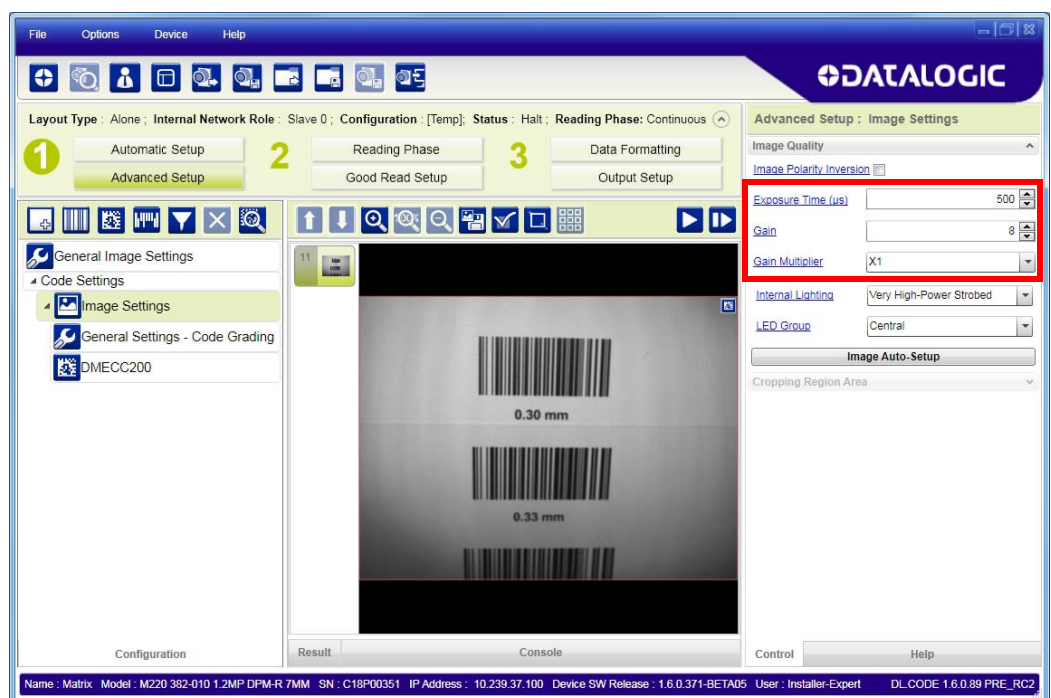 File Options Device Help
DATALOGIC
Layout Type : Alone ; Internal Network Role : Slave 0 ; Configuration : [Temp]; Status : Halt ; Reading Phase: Continuous
1 Automatic Setup
Advanced Setup
2 Reading Phase
Good Read Setup
3 Data Formatting
Output Setup
General Image Settings
Code Settings
Image Settings
General Settings - Code Grading
DMECC200
Configuration
100%
11
0.30 mm
0.33 mm
Result Console
Advanced Setup : Image Settings
Image Quality
Image Polarity Inversion
Exposure Time (µs) 500
Gain 8
Gain Multiplier X1
Internal Lighting Very High-Power Strobed
LED Group Central
Image Auto-Setup
Cropping Region Area
Control Help
Name : Matrix Model : M220 382-010 1.2MP DPM-R 7MM SN : C18P00351 IP Address : 10.239.37.100 Device SW Release : 1.6.0.371-BETA05 User : Installer-Expert DL.CODE 1.6.0.89 PRE_RC2